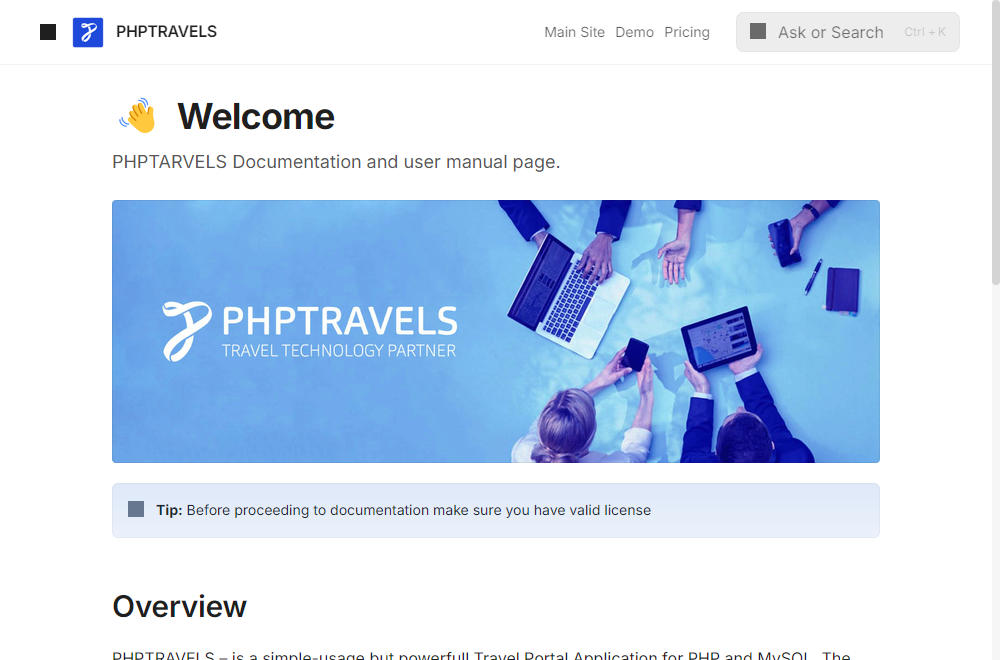 PHPTRAVELS
Main Site Demo Pricing
Ask or Search Ctrl + K
Welcome
PHPTARVELS Documentation and user manual page.
PHPTRAVELS
TRAVEL TECHNOLOGY PARTNER
Tip: Before proceeding to documentation make sure you have valid license
Overview
PHPTRAVELS – is a simple-usage but powerfull Travel Portal Application for PHP and MySQL. The